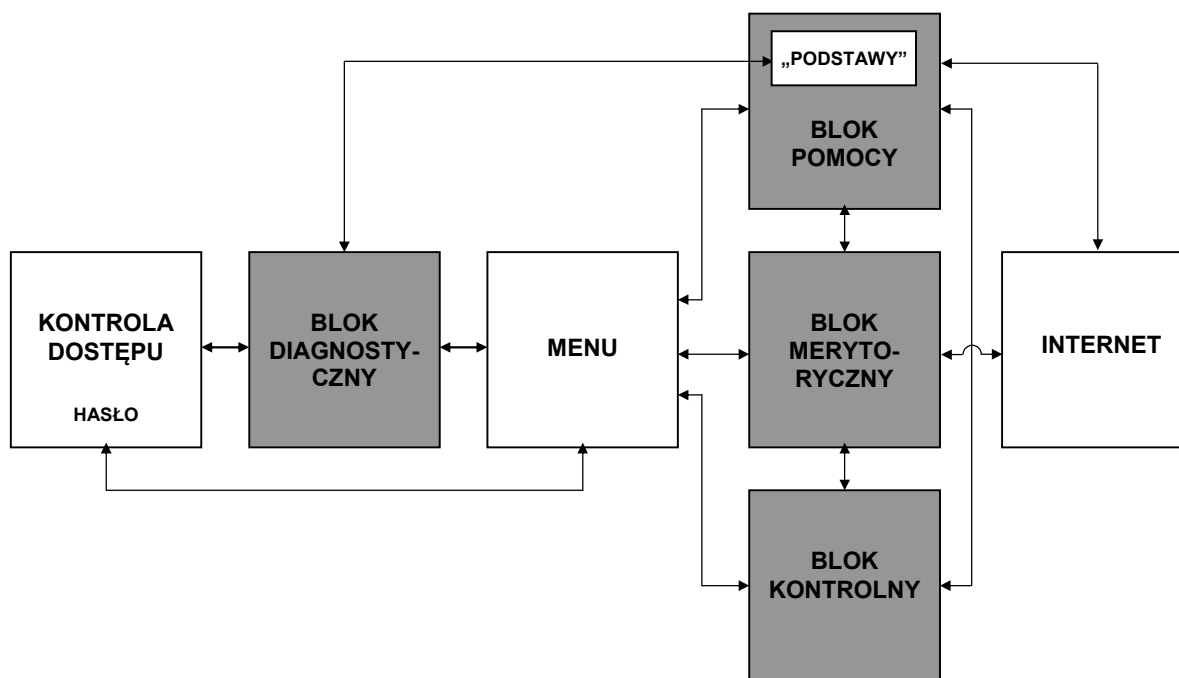 „PODSTAWY”
BLOK
POMOCY
KONTROLA
DOSTĘPU
HASŁO
BLOK
DIAGNOSTY-
CZNY
MENU
BLOK
MERYTO-
RYCZNY
INTERNET
BLOK
KONTROLNY